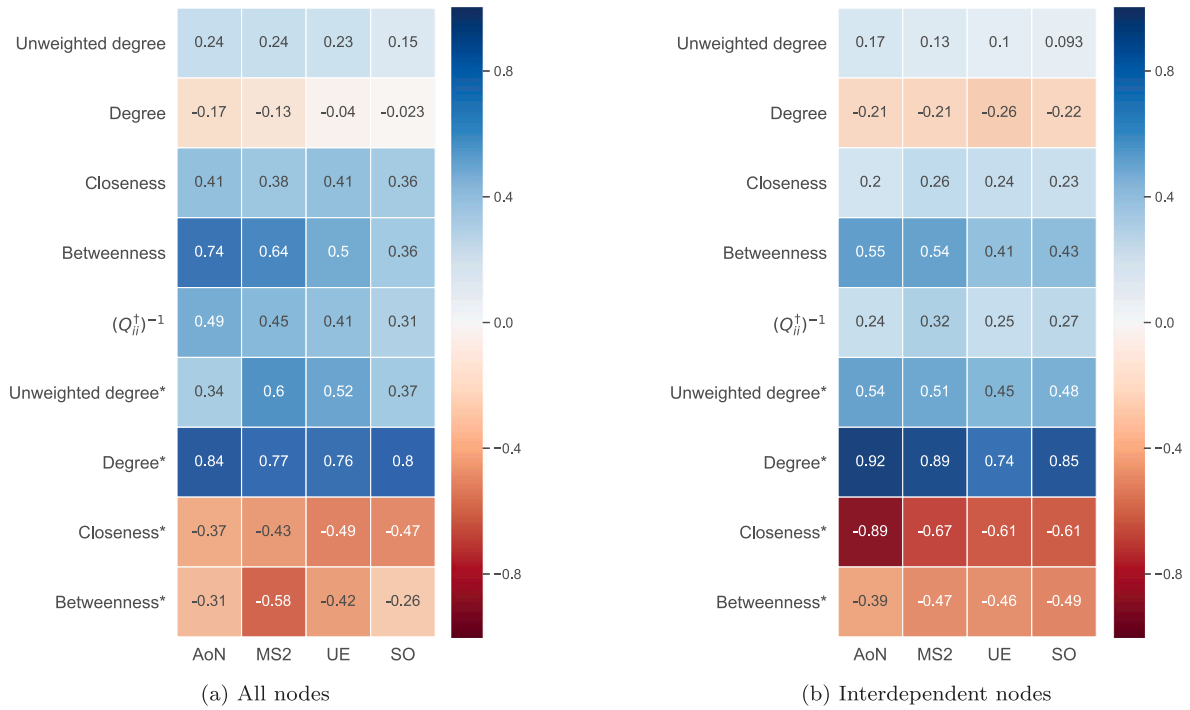 Unweighted degree 0.24 0.24 0.23 0.15
Degree -0.17 -0.13 -0.04 -0.023
Closeness 0.41 0.38 0.41 0.36
Betweenness 0.74 0.64 0.5 0.36
(Q†ii)−1 0.49 0.45 0.41 0.31
Unweighted degree* 0.34 0.6 0.52 0.37
Degree* 0.84 0.77 0.76 0.8
Closeness* -0.37 -0.43 -0.49 -0.47
Betweenness* -0.31 -0.58 -0.42 -0.26
AoN MS2 UE SO
0.8
0.4
0.0
−0.4
−0.8
(a) All nodes
Unweighted degree 0.17 0.13 0.1 0.093
Degree -0.21 -0.21 -0.26 -0.22
Closeness 0.2 0.26 0.24 0.23
Betweenness 0.55 0.54 0.41 0.43
(Q†ii)−1 0.24 0.32 0.25 0.27
Unweighted degree* 0.54 0.51 0.45 0.48
Degree* 0.92 0.89 0.74 0.85
Closeness* -0.89 -0.67 -0.61 -0.61
Betweenness* -0.39 -0.47 -0.46 -0.49
AoN MS2 UE SO
0.8
0.4
0.0
−0.4
−0.8
(b) Interdependent nodes